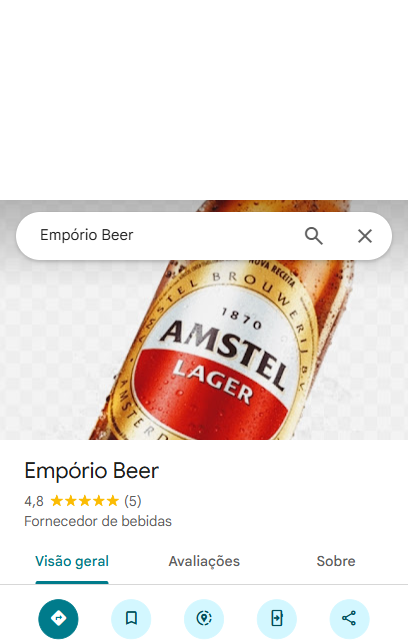 Empório Beer
NOVA RECEITA
AMSTEL BROUWERIJ BV
1870
AMSTEL
LAGER
AMSTERD
Empório Beer
4,8 ★★★★★ (5)
Fornecedor de bebidas
Visão geral Avaliações Sobre